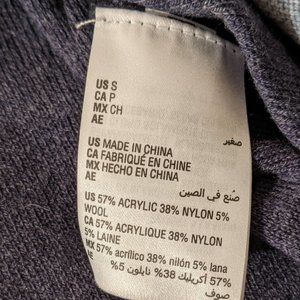 US S
CA P
MX CH
AE
صغير
US MADE IN CHINA
CA FABRIQUÉ EN CHINE
MX HECHO EN CHINA
AE
صُنع في الصين
US 57% ACRYLIC 38% NYLON 5%
WOOL
CA 57% ACRYLIQUE 38% NYLON
5% LAINE
MX 57% acrílico 38% nilón 5% lana
AE
57% أكريليك 38% نايلون 5%
صوف